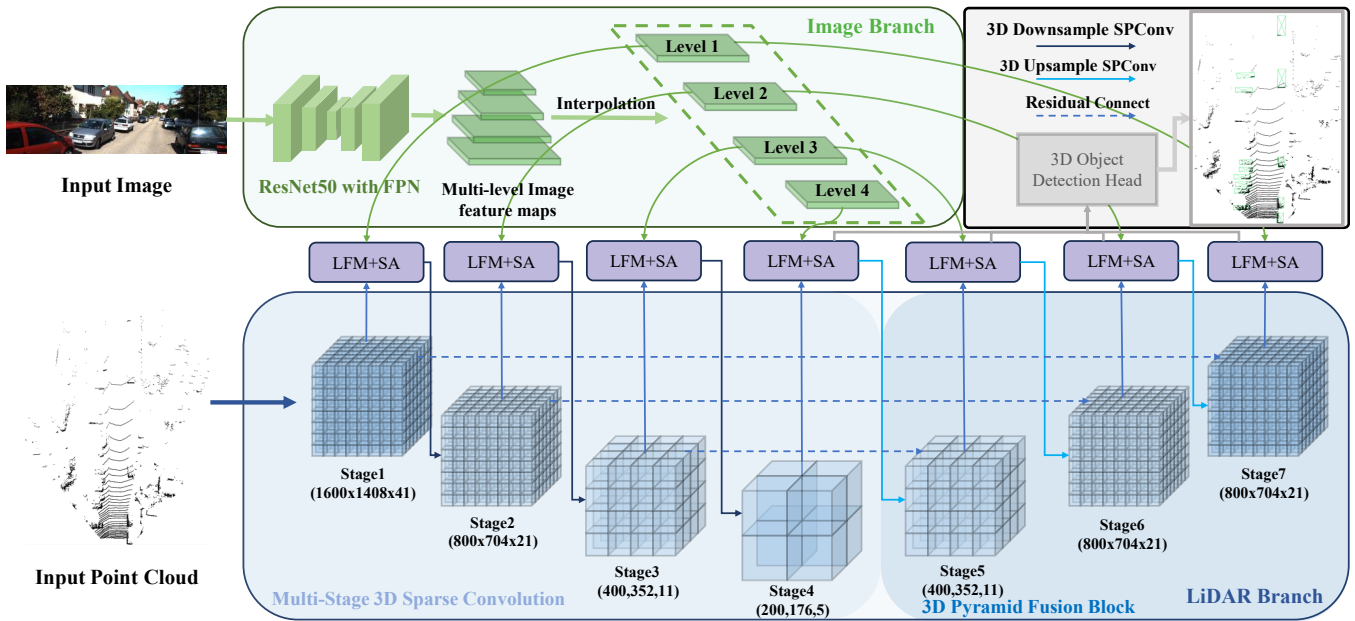 Image Branch
Level 1
Level 2
Level 3
Level 4
Interpolation
Input Image
ResNet50 with FPN
Multi-level Image
feature maps
3D Downsample SPConv
3D Upsample SPConv
Residual Connect
3D Object
Detection Head
LFM+SA
LFM+SA
LFM+SA
LFM+SA
LFM+SA
LFM+SA
LFM+SA
Input Point Cloud
Stage1
(1600x1408x41)
Stage2
(800x704x21)
Stage3
(400,352,11)
Stage4
(200,176,5)
Stage5
(400,352,11)
Stage6
(800x704x21)
Stage7
(800x704x21)
Multi-Stage 3D Sparse Convolution
3D Pyramid Fusion Block
LiDAR Branch